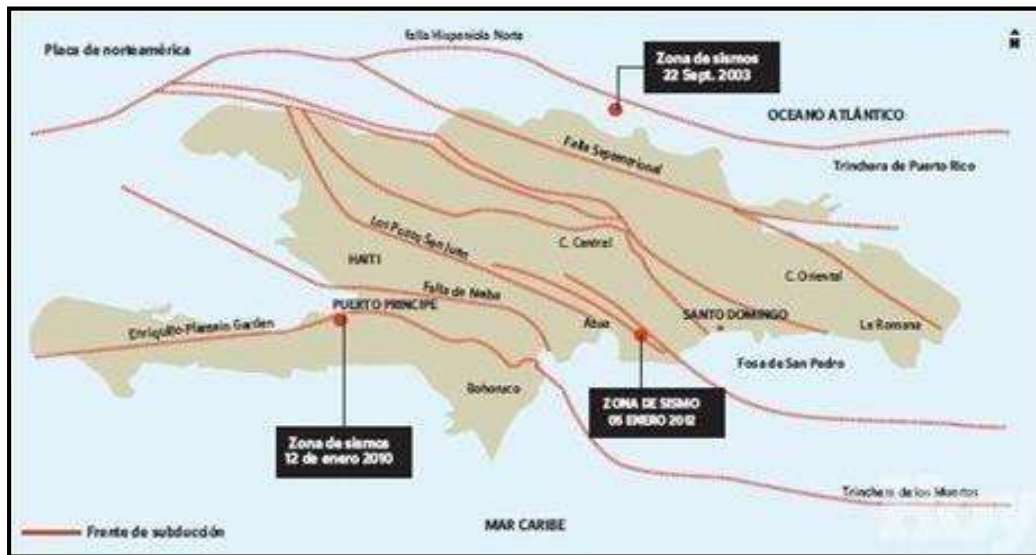 Falla Hispaniola Norte
Placa de norteamérica
N
Zona de sismos
22 Sept. 2003
OCEANO ATLÁNTICO
Falla Septentrional
Trinchera de Puerto Rico
Los Pozos San Juan
C. Central
HAITI
C. Oriental
Falla de Neiba
PUERTO PRINCIPE
SANTO DOMINGO
Enriquillo-Plantain Garden
Azua
La Romana
Fosa de San Pedro
Bohoruco
ZONA DE SISMO
05 ENERO 2012
Zona de sismos
12 de enero 2010
Trinchera de los Muertos
MAR CARIBE
Frente de subducción